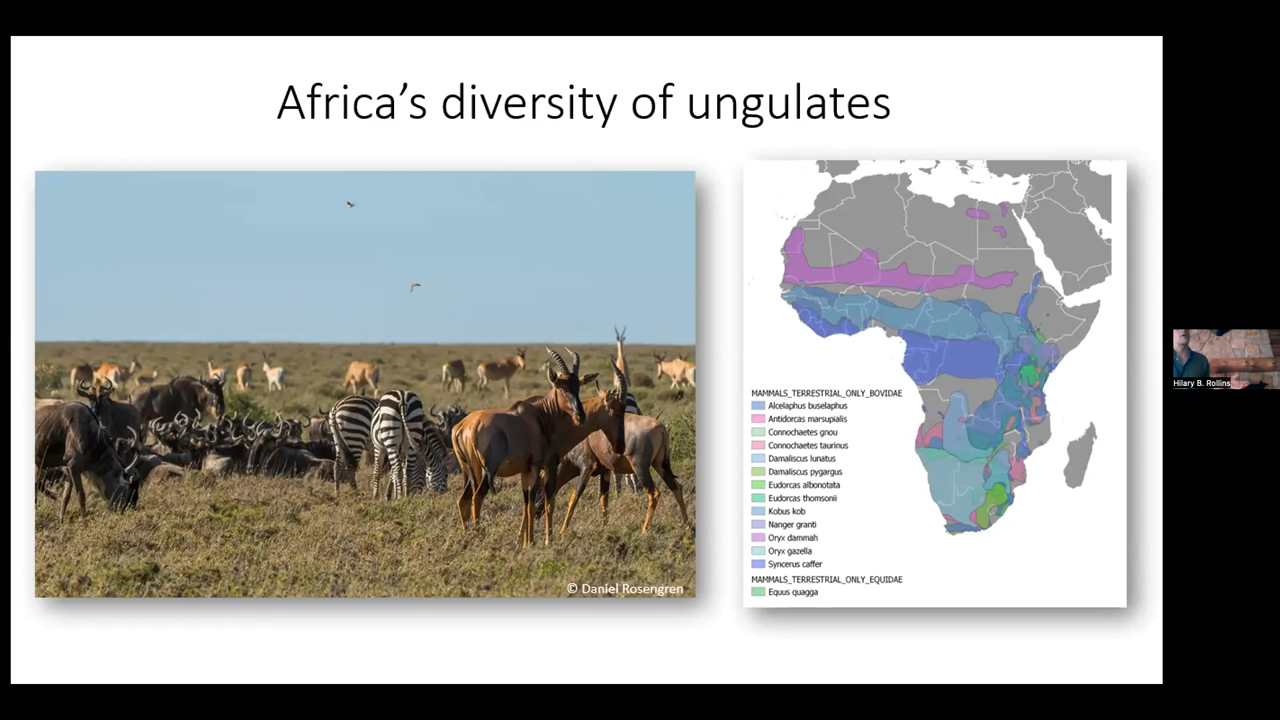 Africa's diversity of ungulates
© Daniel Rosengren
MAMMALS_TERRESTRIAL_ONLY_BOVIDAE
Alcelaphus buselaphus
Antidorcas marsupialis
Connochaetes gnou
Connochaetes taurinus
Damaliscus lunatus
Damaliscus pygargus
Eudorcas albonotata
Eudorcas thomsonii
Kobus kob
Nanger granti
Oryx dammah
Oryx gazella
Syncerus caffer
MAMMALS_TERRESTRIAL_ONLY_EQUIDAE
Equus quagga
Hilary B. Rollins